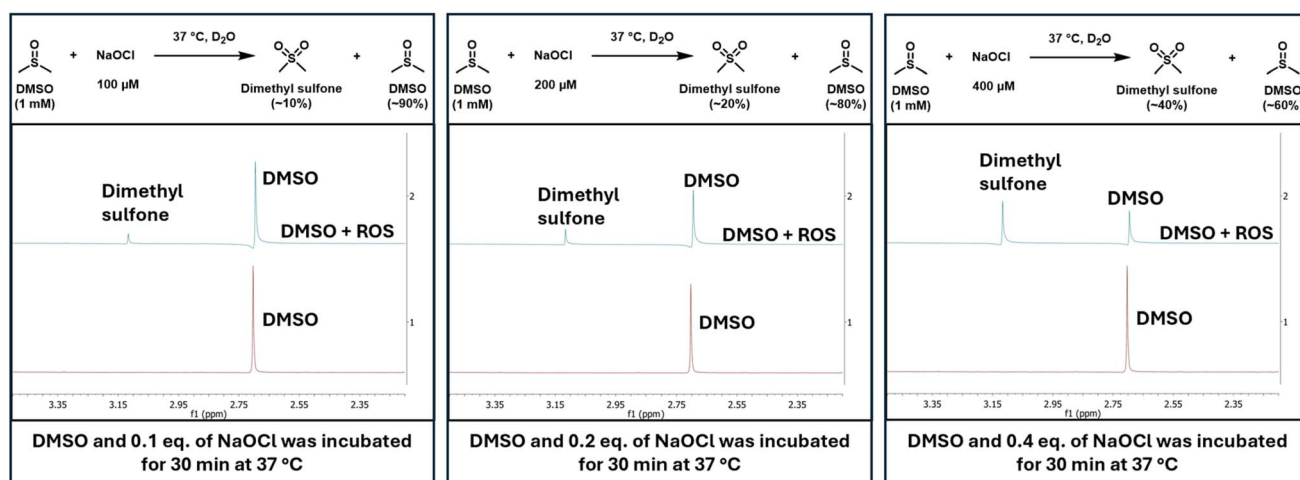 O
S
+
NaOCl
37 °C, D₂O
O O
S
+
O
S
DMSO
(1 mM)
100 µM
Dimethyl sulfone
(~10%)
DMSO
(~90%)
Dimethyl
sulfone
DMSO
DMSO + ROS
2
DMSO
1
3.35 3.15 2.95 2.75 2.55 2.35
f1 (ppm)
DMSO and 0.1 eq. of NaOCl was incubated
for 30 min at 37 ºC
O
S
+
NaOCl
37 °C, D₂O
O O
S
+
O
S
DMSO
(1 mM)
200 µM
Dimethyl sulfone
(~20%)
DMSO
(~80%)
Dimethyl
sulfone
DMSO
DMSO + ROS
2
DMSO
1
3.35 3.15 2.95 2.75 2.55 2.35
f1 (ppm)
DMSO and 0.2 eq. of NaOCl was incubated
for 30 min at 37 ºC
O
S
+
NaOCl
37 °C, D₂O
O O
S
+
O
S
DMSO
(1 mM)
400 µM
Dimethyl sulfone
(~40%)
DMSO
(~60%)
Dimethyl
sulfone
DMSO
DMSO + ROS
2
DMSO
1
3.35 3.15 2.95 2.75 2.55 2.35
f1 (ppm)
DMSO and 0.4 eq. of NaOCl was incubated
for 30 min at 37 ºC